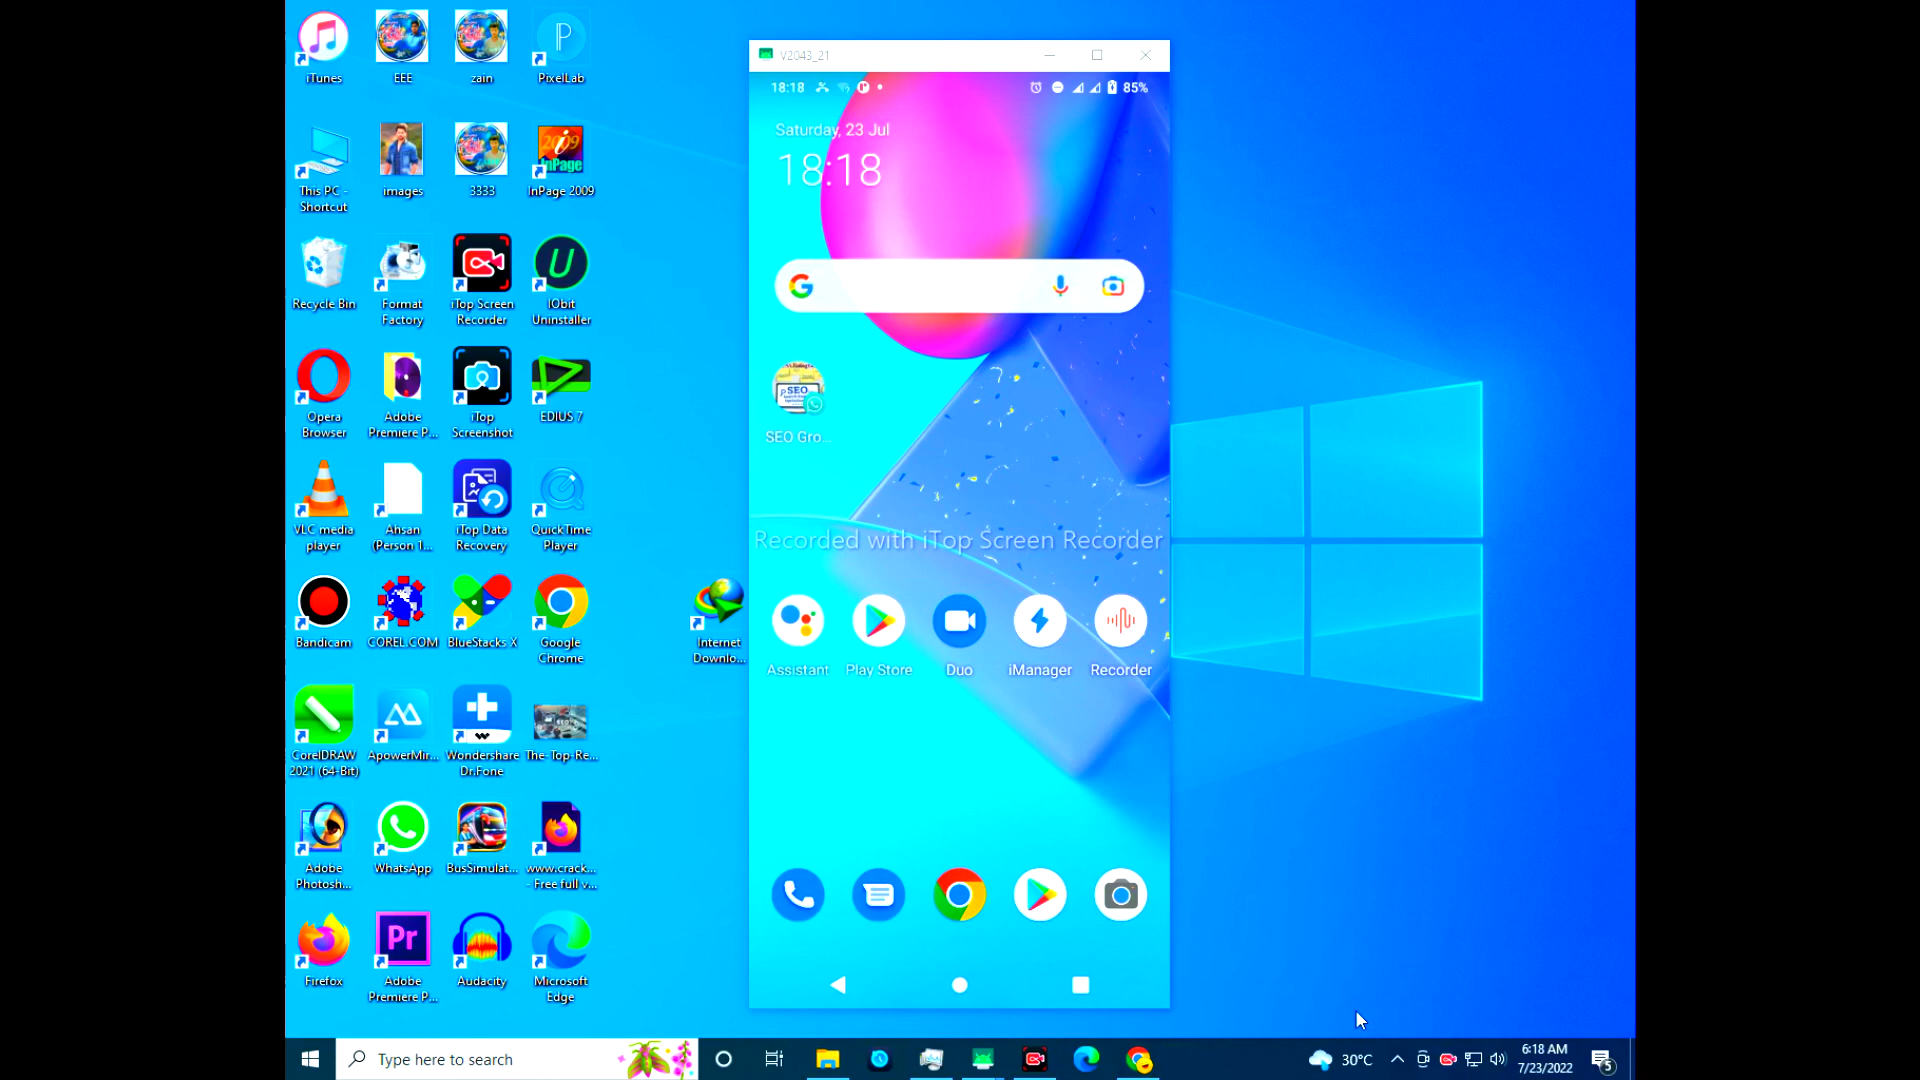 iTunes
EEE
zain
PixelLab
This PC -
Shortcut
images
3333
InPage 2009
Recycle Bin
Format
Factory
iTop Screen
Recorder
IObit
Uninstaller
Opera
Browser
Adobe
Premiere P...
iTop
Screenshot
EDIUS 7
VLC media
player
Ahsan
(Person 1...
iTop Data
Recovery
QuickTime
Player
Bandicam
COREL.COM
BlueStacks X
Google
Chrome
Internet
Downlo...
CorelDRAW
2021 (64-Bit)
ApowerMir...
Wondershare
Dr.Fone
The-Top-Re...
Adobe
Photosh...
WhatsApp
BusSimulat...
www.crack...
- Free full v...
Firefox
Adobe
Premiere P...
Audacity
Microsoft
Edge
V2043_21
18:18
85%
Saturday, 23 Jul
18:18
SEO
SEO Gro...
Recorded with iTop Screen Recorder
Assistant
Play Store
Duo
iManager
Recorder
Type here to search
30°C
6:18 AM
7/23/2022
5